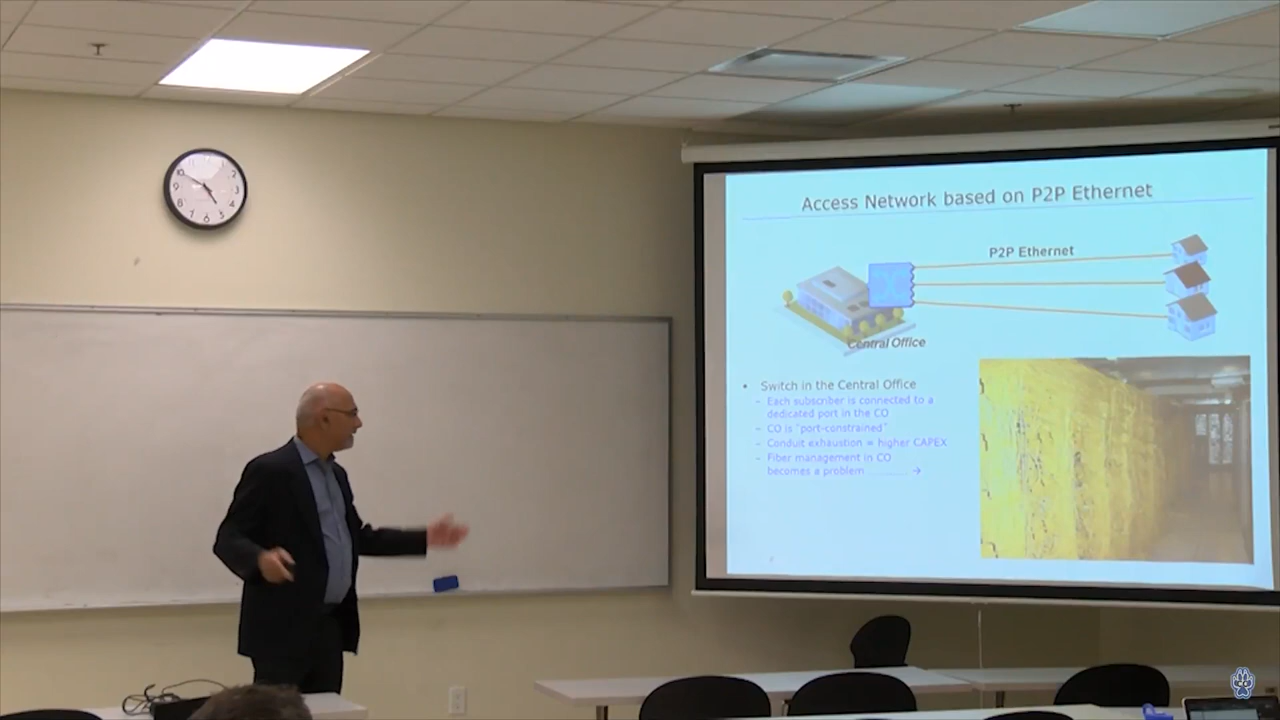 Access Network based on P2P Ethernet
P2P Ethernet
Central Office
• Switch in the Central Office
– Each subscriber is connected to a
dedicated port in the CO
– CO is "port-constrained"
– Conduit exhaustion = higher CAPEX
– Fiber management in CO
becomes a problem ............ →